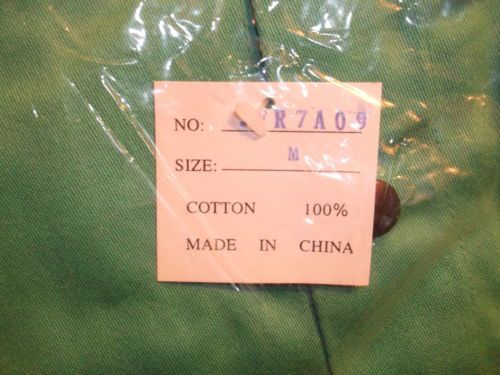 NO: R7A09
SIZE: M
COTTON 100%
MADE IN CHINA